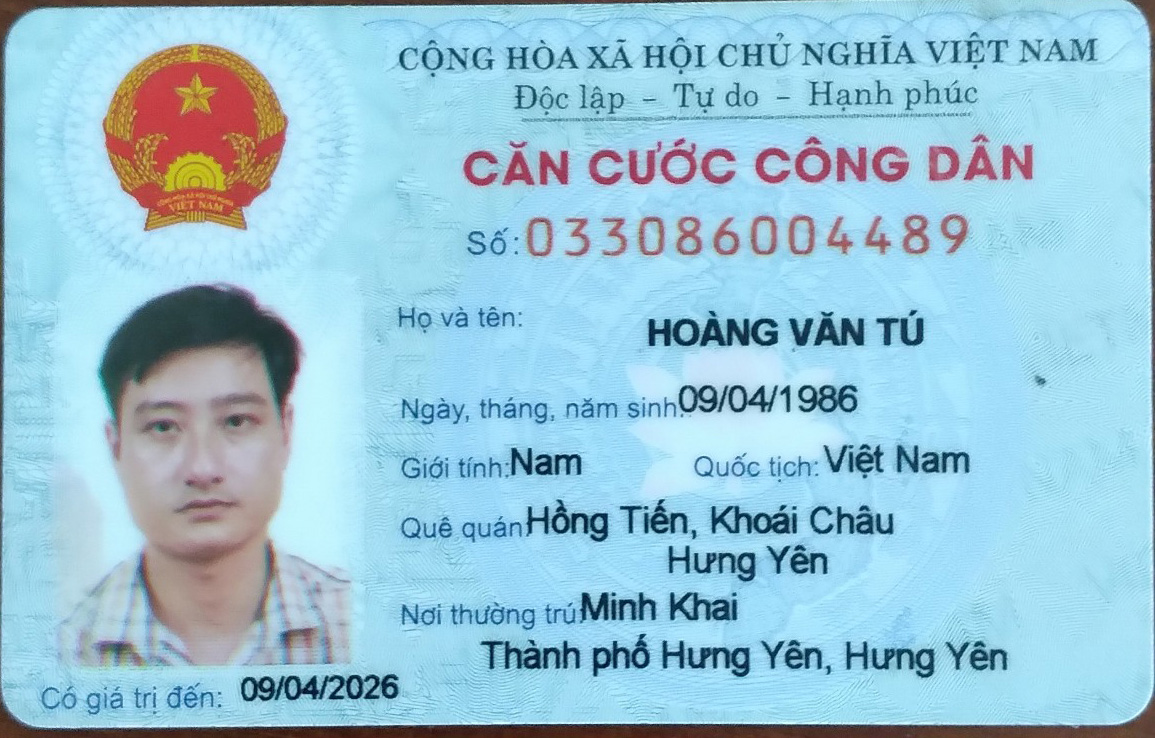 CỘNG HÒA XÃ HỘI CHỦ NGHĨA VIỆT NAM
Độc lập - Tự do - Hạnh phúc
CĂN CƯỚC CÔNG DÂN
Số: 033086004489
Họ và tên: HOÀNG VĂN TÚ
Ngày, tháng, năm sinh: 09/04/1986
Giới tính: Nam Quốc tịch: Việt Nam
Quê quán: Hồng Tiến, Khoái Châu
Hưng Yên
Nơi thường trú: Minh Khai
Thành phố Hưng Yên, Hưng Yên
Có giá trị đến: 09/04/2026
VIỆT NAM